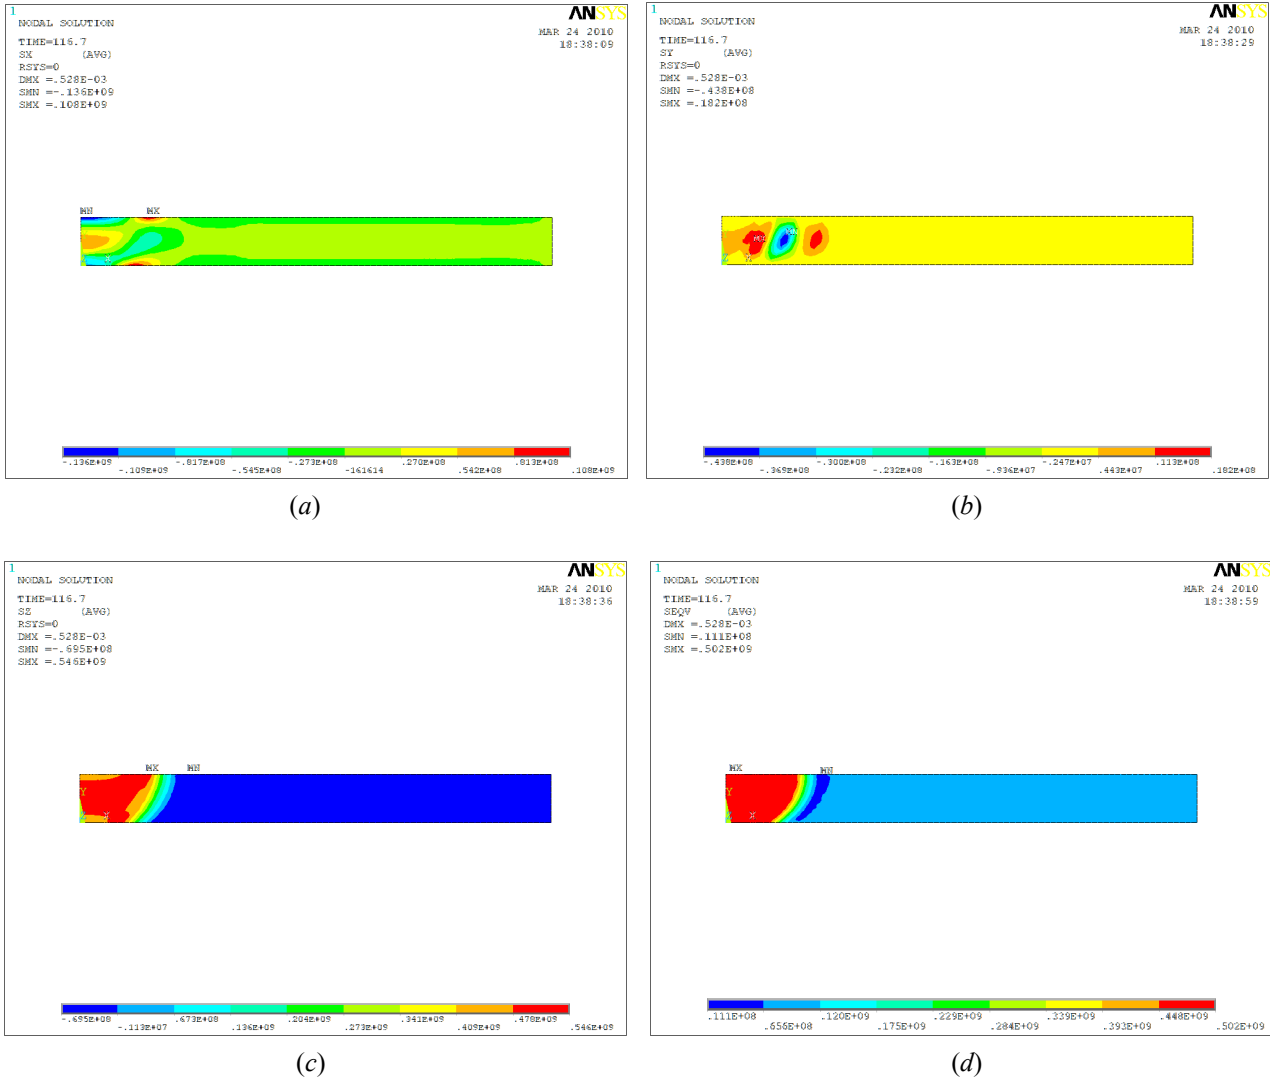 1
ANSYS
NODAL SOLUTION
MAR 24 2010
18:38:09
TIME=116.7
SX (AVG)
RSYS=0
DMX =.528E-03
SMN =-.136E+09
SMX =.108E+09
MN MX
-.136E+09 -.817E+08 -.273E+08 .270E+08 .813E+08
-.109E+09 -.545E+08 -161614 .542E+08 .108E+09
(a)
1
ANSYS
NODAL SOLUTION
MAR 24 2010
18:38:29
TIME=116.7
SY (AVG)
RSYS=0
DMX =.528E-03
SMN =-.438E+08
SMX =.182E+08
Z
-.438E+08 -.300E+08 -.163E+08 -.247E+07 .113E+08
-.369E+08 -.232E+08 -.936E+07 .443E+07 .182E+08
(b)
1
ANSYS
NODAL SOLUTION
MAR 24 2010
18:38:36
TIME=116.7
SZ (AVG)
RSYS=0
DMX =.528E-03
SMN =-.695E+08
SMX =.546E+09
MX MN
Y
-.695E+08 .673E+08 .204E+09 .341E+09 .478E+09
-.113E+07 .136E+09 .273E+09 .409E+09 .546E+09
(c)
1
ANSYS
NODAL SOLUTION
MAR 24 2010
18:38:59
TIME=116.7
SEQV (AVG)
DMX =.528E-03
SMN =.111E+08
SMX =.502E+09
MX MN
Y
X
.111E+08 .120E+09 .229E+09 .339E+09 .448E+09
.656E+08 .175E+09 .284E+09 .393E+09 .502E+09
(d)